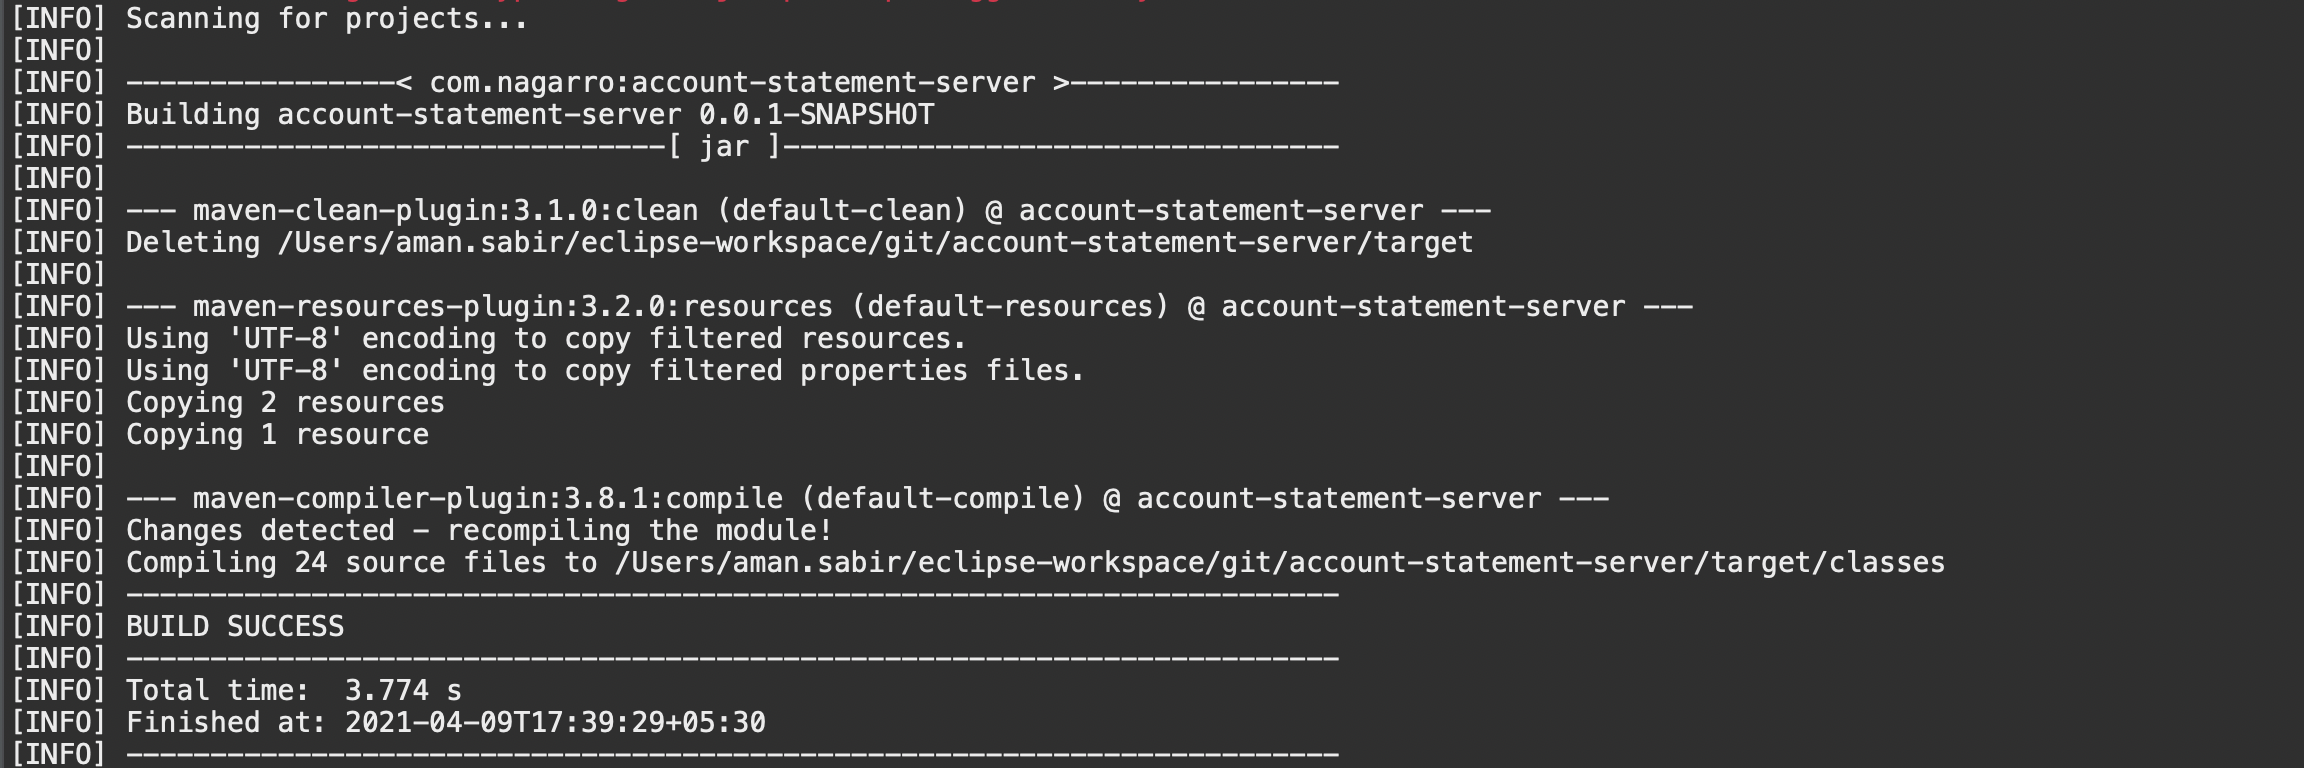 [INFO] Scanning for projects...
[INFO]
[INFO] ----------------< com.nagarro:account-statement-server >----------------
[INFO] Building account-statement-server 0.0.1-SNAPSHOT
[INFO] --------------------------------[ jar ]---------------------------------
[INFO]
[INFO] --- maven-clean-plugin:3.1.0:clean (default-clean) @ account-statement-server ---
[INFO] Deleting /Users/aman.sabir/eclipse-workspace/git/account-statement-server/target
[INFO]
[INFO] --- maven-resources-plugin:3.2.0:resources (default-resources) @ account-statement-server ---
[INFO] Using 'UTF-8' encoding to copy filtered resources.
[INFO] Using 'UTF-8' encoding to copy filtered properties files.
[INFO] Copying 2 resources
[INFO] Copying 1 resource
[INFO]
[INFO] --- maven-compiler-plugin:3.8.1:compile (default-compile) @ account-statement-server ---
[INFO] Changes detected - recompiling the module!
[INFO] Compiling 24 source files to /Users/aman.sabir/eclipse-workspace/git/account-statement-server/target/classes
[INFO] ------------------------------------------------------------------------
[INFO] BUILD SUCCESS
[INFO] ------------------------------------------------------------------------
[INFO] Total time:  3.774 s
[INFO] Finished at: 2021-04-09T17:39:29+05:30
[INFO] ------------------------------------------------------------------------